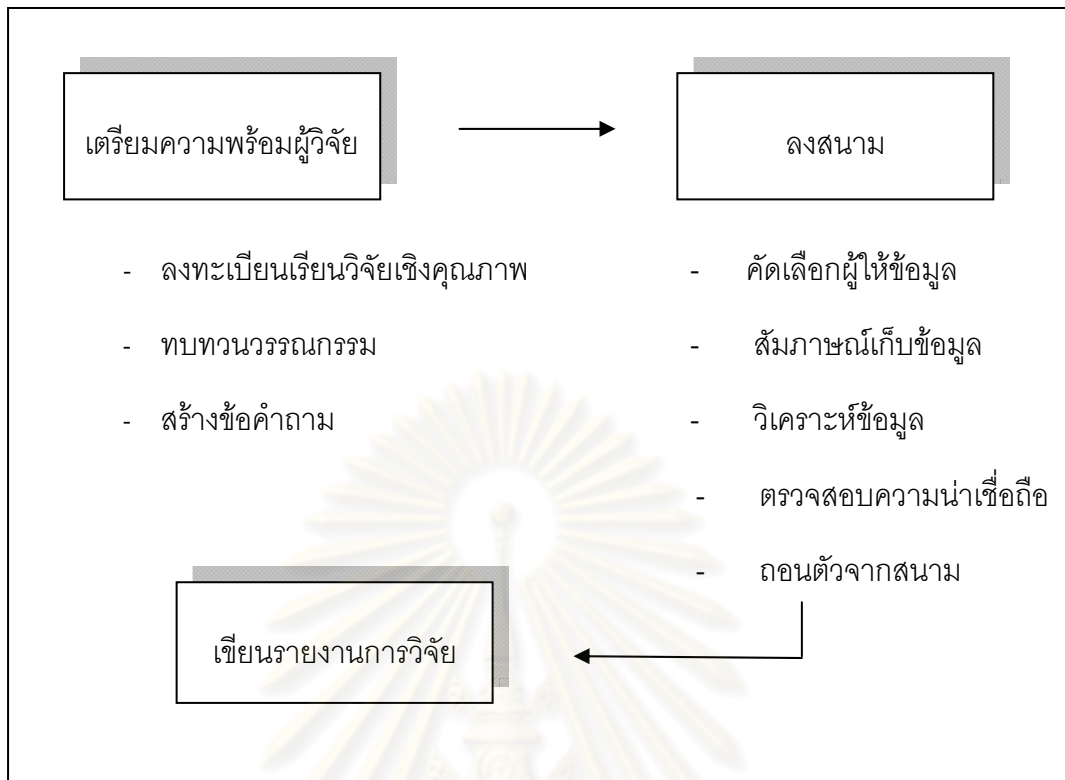 เตรียมความพร้อมผู้วิจัย
- ลงทะเบียนเรียนวิจัยเชิงคุณภาพ
- ทบทวนวรรณกรรม
- สร้างข้อคำถาม
ลงสนาม
- คัดเลือกผู้ให้ข้อมูล
- สัมภาษณ์เก็บข้อมูล
- วิเคราะห์ข้อมูล
- ตรวจสอบความน่าเชื่อถือ
- ถอนตัวจากสนาม
เขียนรายงานการวิจัย